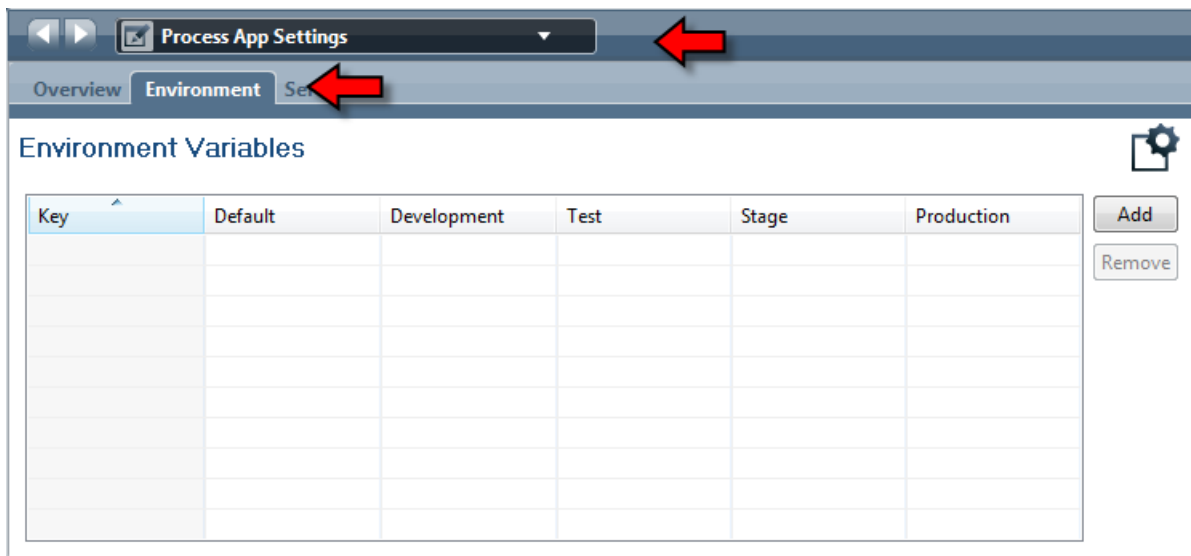 Process App Settings
Overview Environment
Environment Variables
Key Default Development Test Stage Production Add
Remove